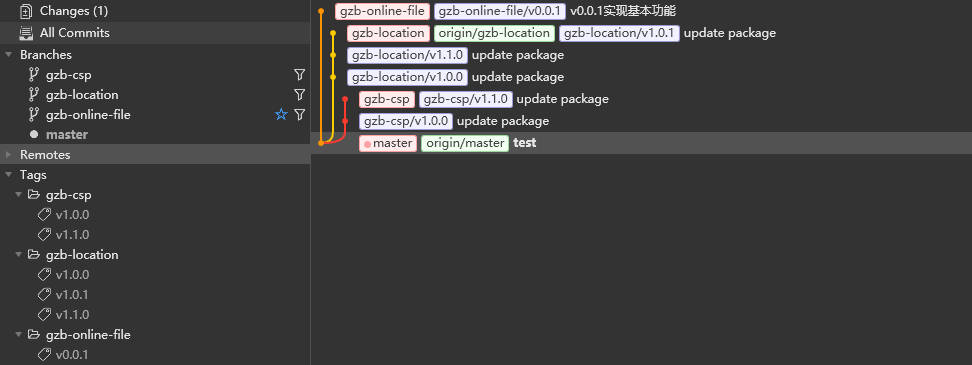 Changes (1)
All Commits
Branches
gzb-csp
gzb-location
gzb-online-file
master
Remotes
Tags
gzb-csp
v1.0.0
v1.1.0
gzb-location
v1.0.0
v1.0.1
v1.1.0
gzb-online-file
v0.0.1
gzb-online-file gzb-online-file/v0.0.1 v0.0.1实现基本功能
gzb-location origin/gzb-location gzb-location/v1.0.1 update package
gzb-location/v1.1.0 update package
gzb-location/v1.0.0 update package
gzb-csp gzb-csp/v1.1.0 update package
gzb-csp/v1.0.0 update package
master origin/master test